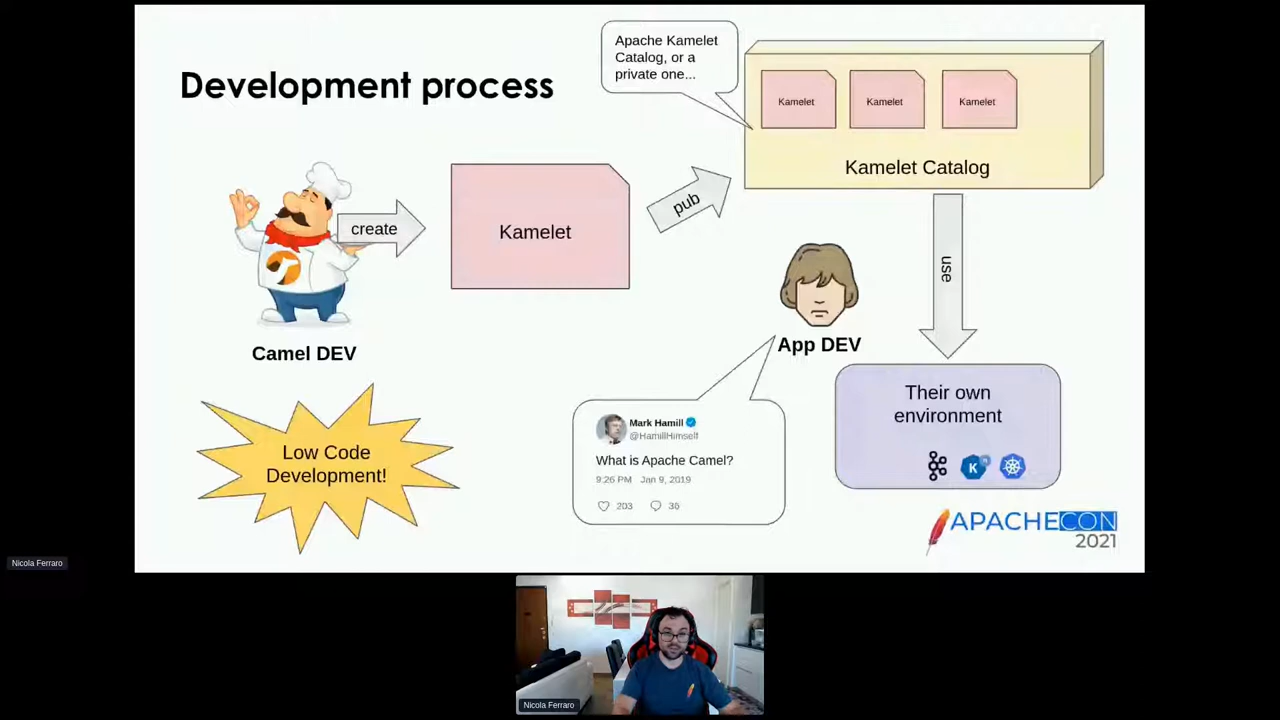 Development process
Apache Kamelet
Catalog, or a
private one...
Kamelet
Kamelet
Kamelet
Kamelet Catalog
create
Kamelet
pub
use
Camel DEV
App DEV
Low Code
Development!
Mark Hamill
@HamillHimself
What is Apache Camel?
9:26 PM Jan 9, 2019
203
36
Their own
environment
K
APACHECON
2021
Nicola Ferraro
Nicola Ferraro